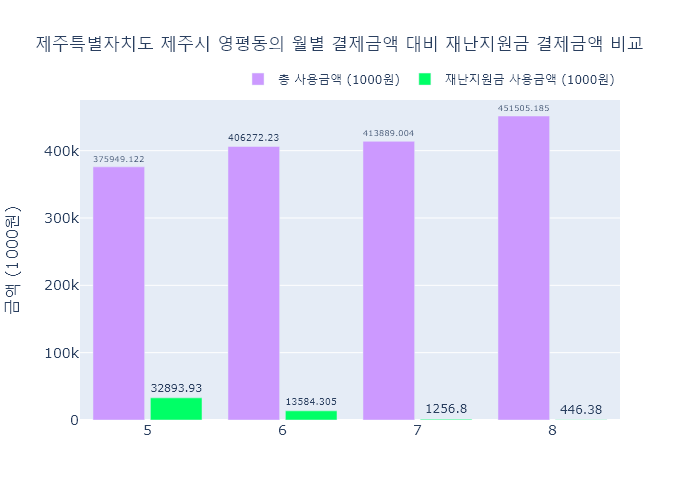 제주특별자치도 제주시 영평동의 월별 결제금액 대비 재난지원금 결제금액 비교
총 사용금액 (1000원) 재난지원금 사용금액 (1000원)
금액 (1000원)
400k
300k
200k
100k
0
375949.122
32893.93
406272.23
13584.305
413889.004
1256.8
451505.185
446.38
5 6 7 8